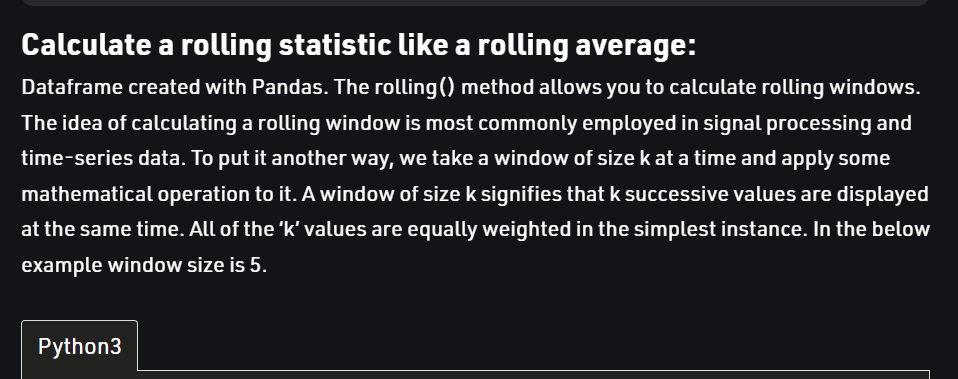 Calculate a rolling statistic like a rolling average:
Dataframe created with Pandas. The rolling() method allows you to calculate rolling windows.
The idea of calculating a rolling window is most commonly employed in signal processing and
time-series data. To put it another way, we take a window of size k at a time and apply some
mathematical operation to it. A window of size k signifies that k successive values are displayed
at the same time. All of the ‘k’ values are equally weighted in the simplest instance. In the below
example window size is 5.
Python3